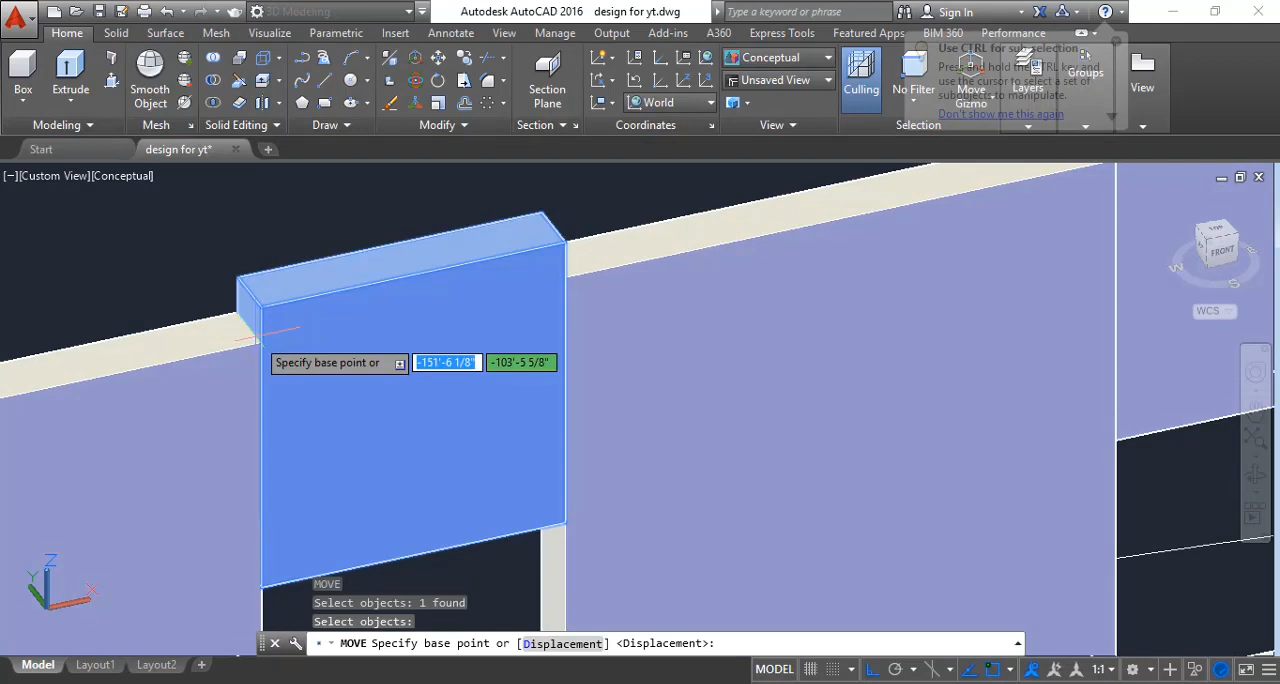 3D Modeling
Autodesk AutoCAD 2016 design for yt.dwg
Type a keyword or phrase
Sign In
Home Solid Surface Mesh Visualize Parametric Insert Annotate View Manage Output Add-ins A360 Express Tools Featured Apps BIM 360 Performance
Box
Extrude
Smooth
Object
Section
Plane
Conceptual
Unsaved View
World
Culling
No Filter
Move
Gizmo
Layers
Groups
View
Use CTRL for sub-selection
Press and hold the CTRL key and
use the cursor to select a set of
subobjects to manipulate.
Don't show me this again
Modeling Mesh Solid Editing Draw Modify Section Coordinates View Selection
Start design for yt*
[−][Custom View][Conceptual]
TOP
FRONT
W
S
E
WCS
Specify base point or -151'-6 1/8" -103'-5 5/8"
Z
Y
X
MOVE
Select objects: 1 found
Select objects:
MOVE Specify base point or [Displacement] <Displacement>:
Model Layout1 Layout2
MODEL 1:1